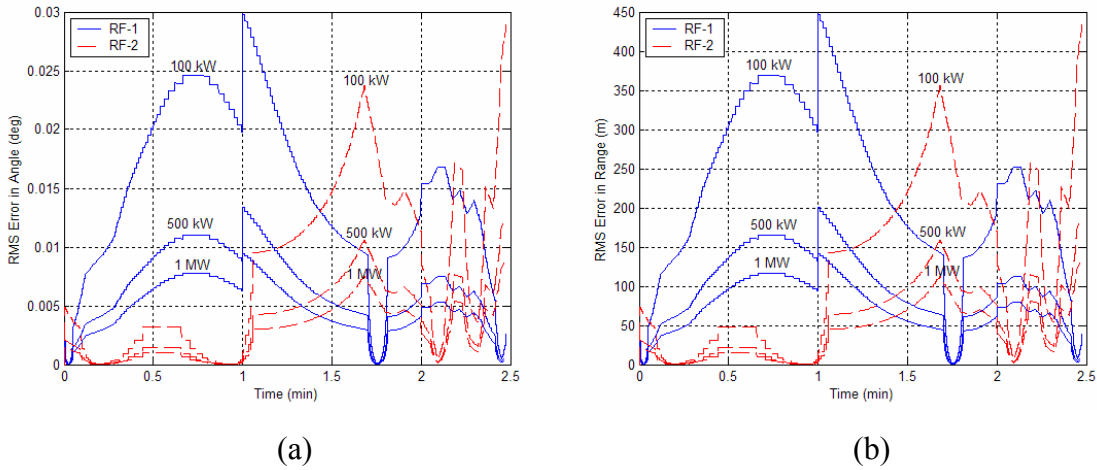 RF-1
RF-2
100 kW
100 kW
500 kW
500 kW
1 MW
1 MW
0.03
0.025
0.02
0.015
0.01
0.005
0
RMS Error in Angle (deg)
0
0.5
1
1.5
2
2.5
Time (min)
(a)
RF-1
RF-2
100 kW
100 kW
500 kW
500 kW
1 MW
1 MW
450
400
350
300
250
200
150
100
50
0
RMS Error in Range (m)
0
0.5
1
1.5
2
2.5
Time (min)
(b)